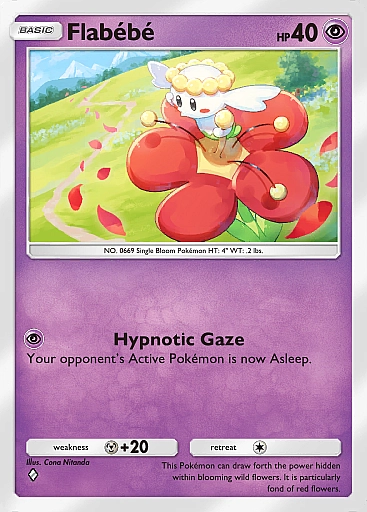 BASIC
Flabébé
HP 40
NO. 0669 Single Bloom Pokémon HT: 4" WT: .2 lbs.
Hypnotic Gaze
Your opponent's Active Pokémon is now Asleep.
weakness +20 retreat
Illus. Cona Nitanda
This Pokémon can draw forth the power hidden
within blooming wild flowers. It is particularly
fond of red flowers.